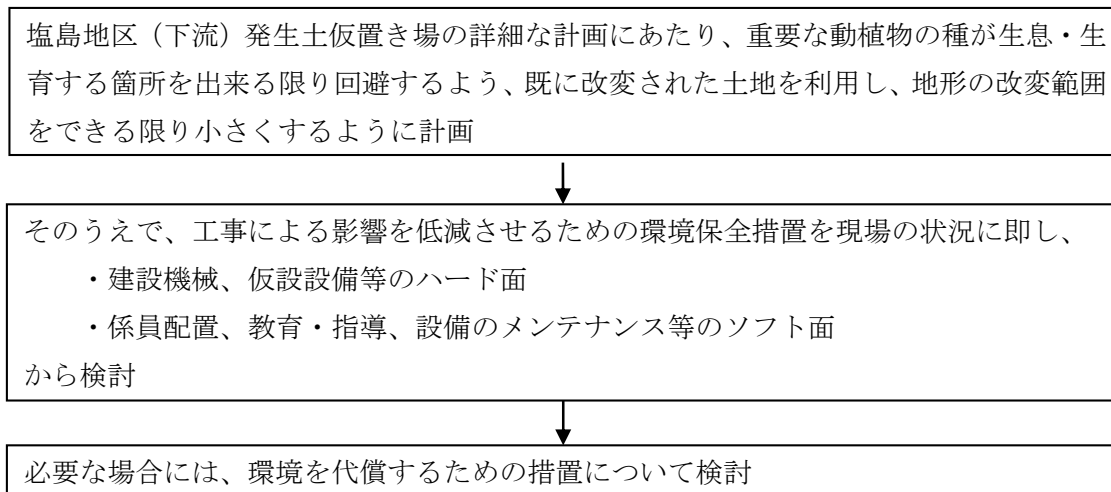 塩島地区（下流）発生土仮置き場の詳細な計画にあたり、重要な動植物の種が生息・生
育する箇所を出来る限り回避するよう、既に改変された土地を利用し、地形の改変範囲
をできる限り小さくするように計画
そのうえで、工事による影響を低減させるための環境保全措置を現場の状況に即し、
・建設機械、仮設設備等のハード面
・係員配置、教育・指導、設備のメンテナンス等のソフト面
から検討
必要な場合には、環境を代償するための措置について検討